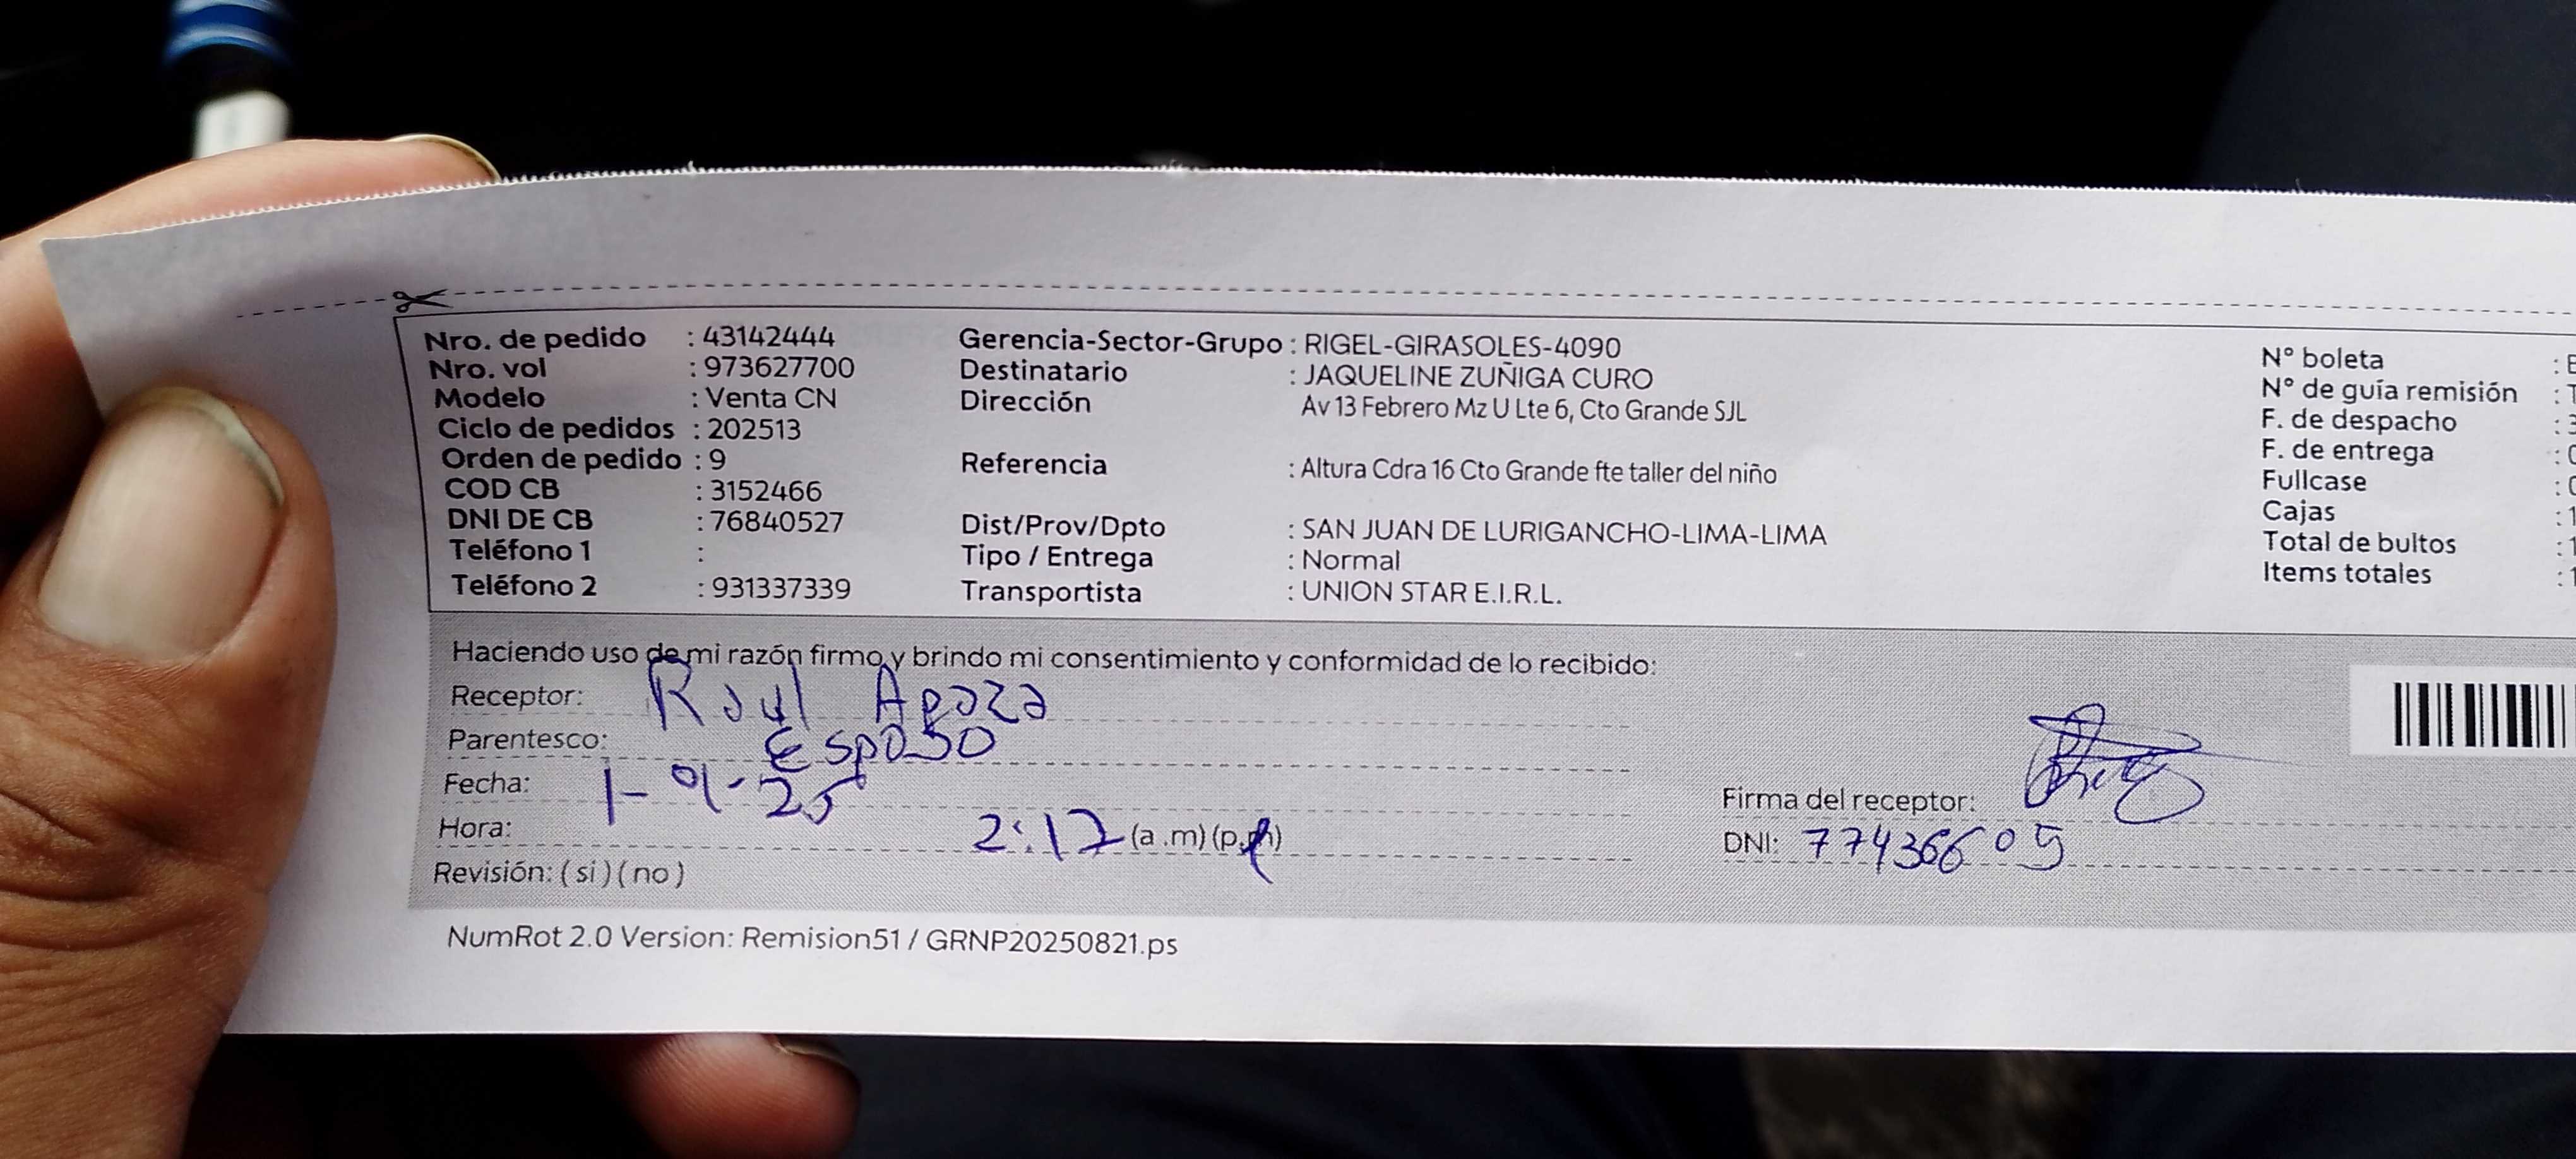 Nro. de pedido : 43142444
Nro. vol : 973627700
Modelo : Venta CN
Ciclo de pedidos : 202513
Orden de pedido : 9
COD CB : 3152466
DNI DE CB : 76840527
Teléfono 1 :
Teléfono 2 : 931337339
Gerencia-Sector-Grupo : RIGEL-GIRASOLES-4090
Destinatario : JAQUELINE ZUÑIGA CURO
Dirección Av 13 Febrero Mz U Lte 6, Cto Grande SJL
Referencia : Altura Cdra 16 Cto Grande fte taller del niño
Dist/Prov/Dpto : SAN JUAN DE LURIGANCHO-LIMA-LIMA
Tipo / Entrega : Normal
Transportista : UNION STAR E.I.R.L.
N° boleta :
N° de guía remisión :
F. de despacho :
F. de entrega :
Fullcase :
Cajas :
Total de bultos :
Items totales :
Haciendo uso de mi razón firmo y brindo mi consentimiento y conformidad de lo recibido:
Receptor: Raul Apaza
Parentesco: Esposo
Fecha: 1-9-25
Hora: 2:17 (a.m) (p.m)
Revisión: ( si ) ( no )
Firma del receptor:
DNI: 77436605
NumRot 2.0 Version: Remision51 / GRNP20250821.ps